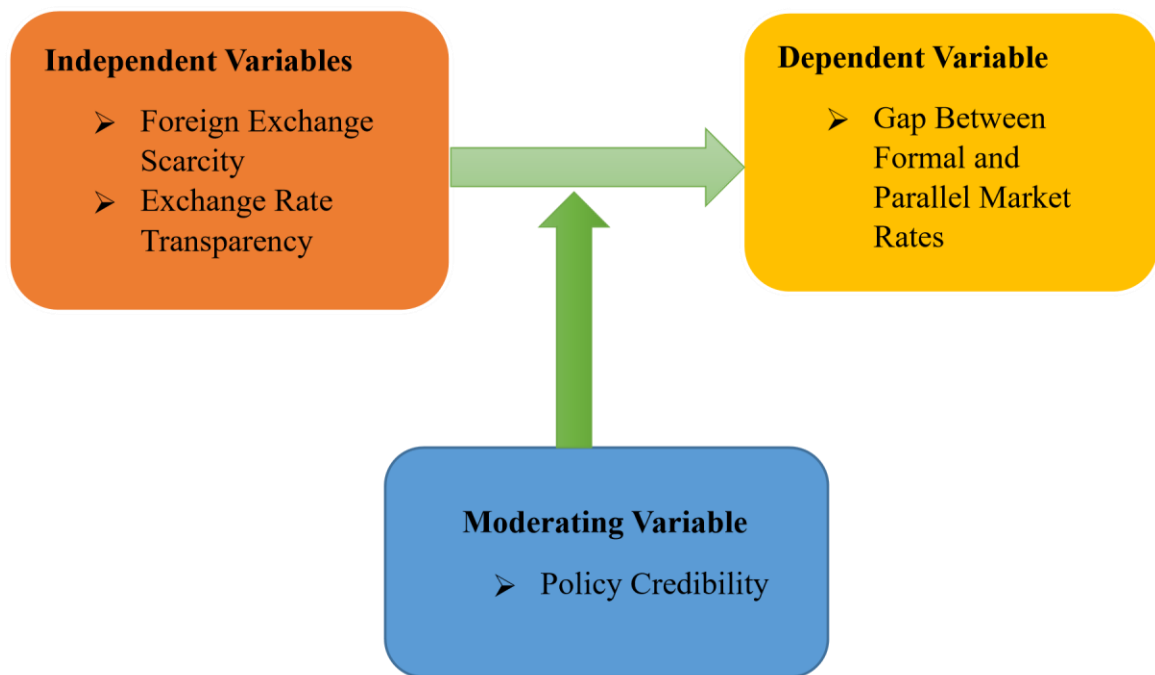 Independent Variables
➢ Foreign Exchange
Scarcity
➢ Exchange Rate
Transparency
Dependent Variable
➢ Gap Between
Formal and
Parallel Market
Rates
Moderating Variable
➢ Policy Credibility